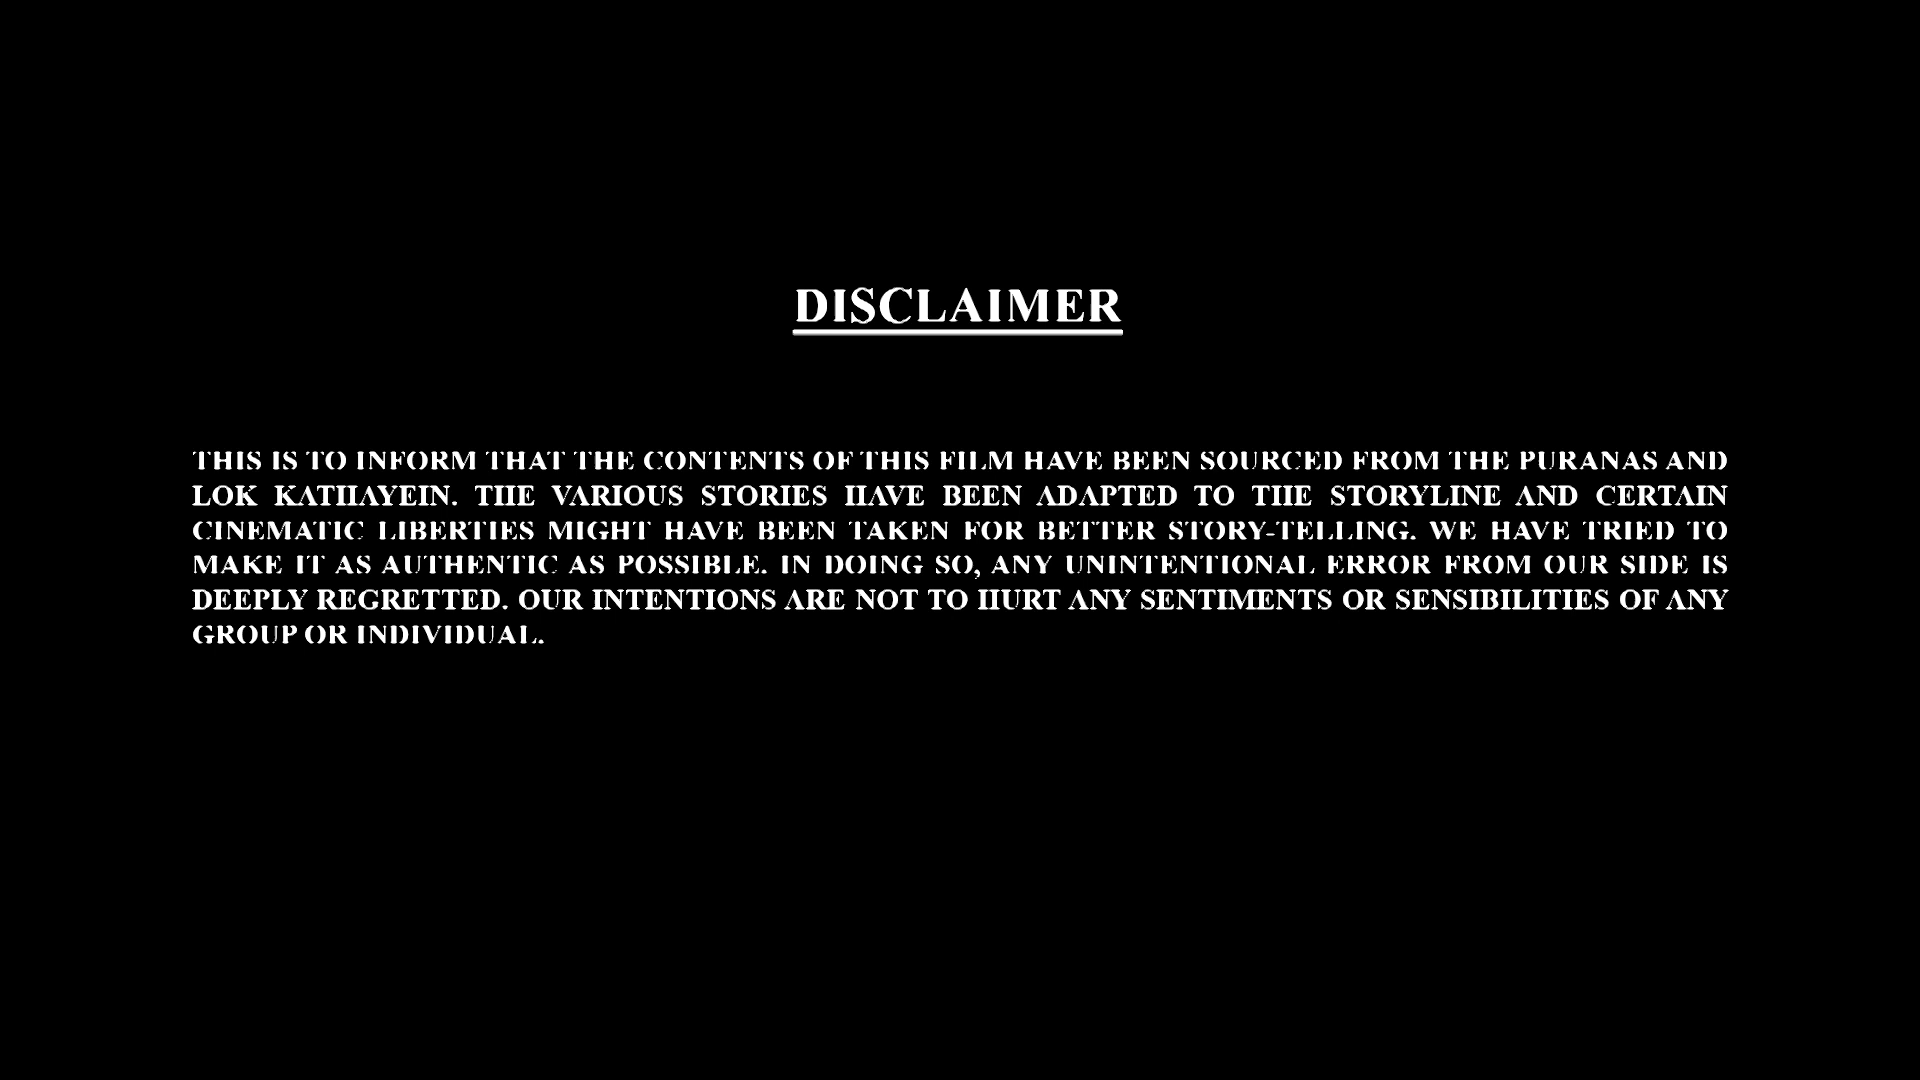 DISCLAIMER
THIS IS TO INFORM THAT THE CONTENTS OF THIS FILM HAVE BEEN SOURCED FROM THE PURANAS AND
LOK KATHAYEIN. THE VARIOUS STORIES HAVE BEEN ADAPTED TO THE STORYLINE AND CERTAIN
CINEMATIC LIBERTIES MIGHT HAVE BEEN TAKEN FOR BETTER STORY-TELLING. WE HAVE TRIED TO
MAKE IT AS AUTHENTIC AS POSSIBLE. IN DOING SO, ANY UNINTENTIONAL ERROR FROM OUR SIDE IS
DEEPLY REGRETTED. OUR INTENTIONS ARE NOT TO HURT ANY SENTIMENTS OR SENSIBILITIES OF ANY
GROUP OR INDIVIDUAL.